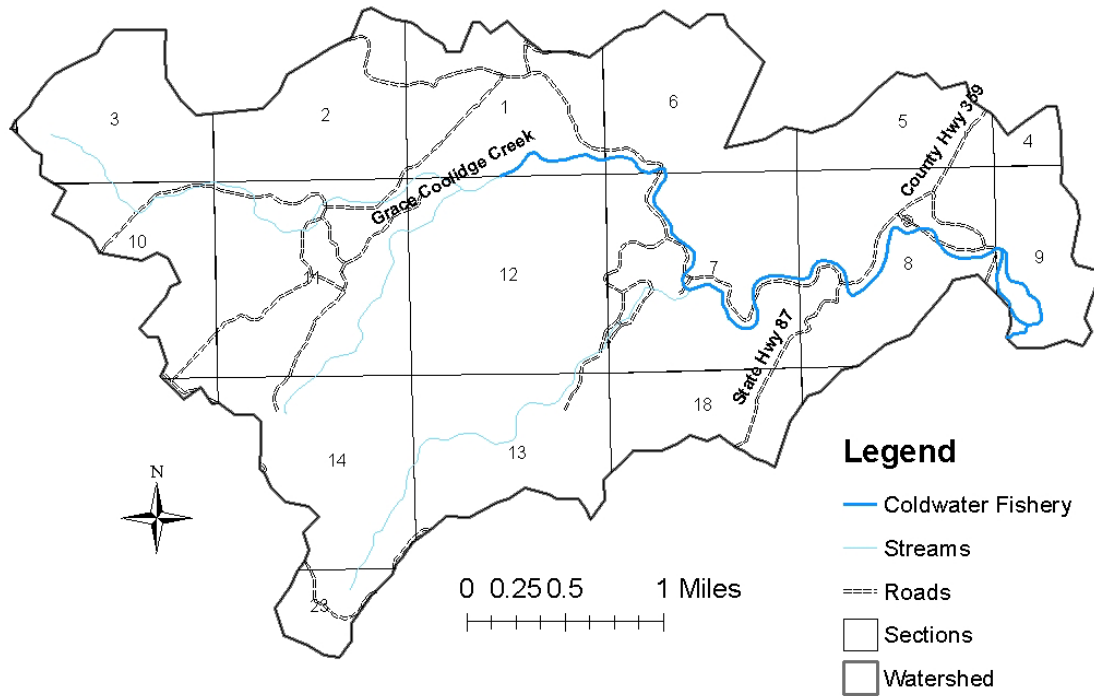 3
2
1
6
5
4
County Hwy 359
Grace Coolidge Creek
10
11
12
7
8
9
State Hwy 87
18
14
13
23
N
0 0.25 0.5 1 Miles
Legend
Coldwater Fishery
Streams
Roads
Sections
Watershed